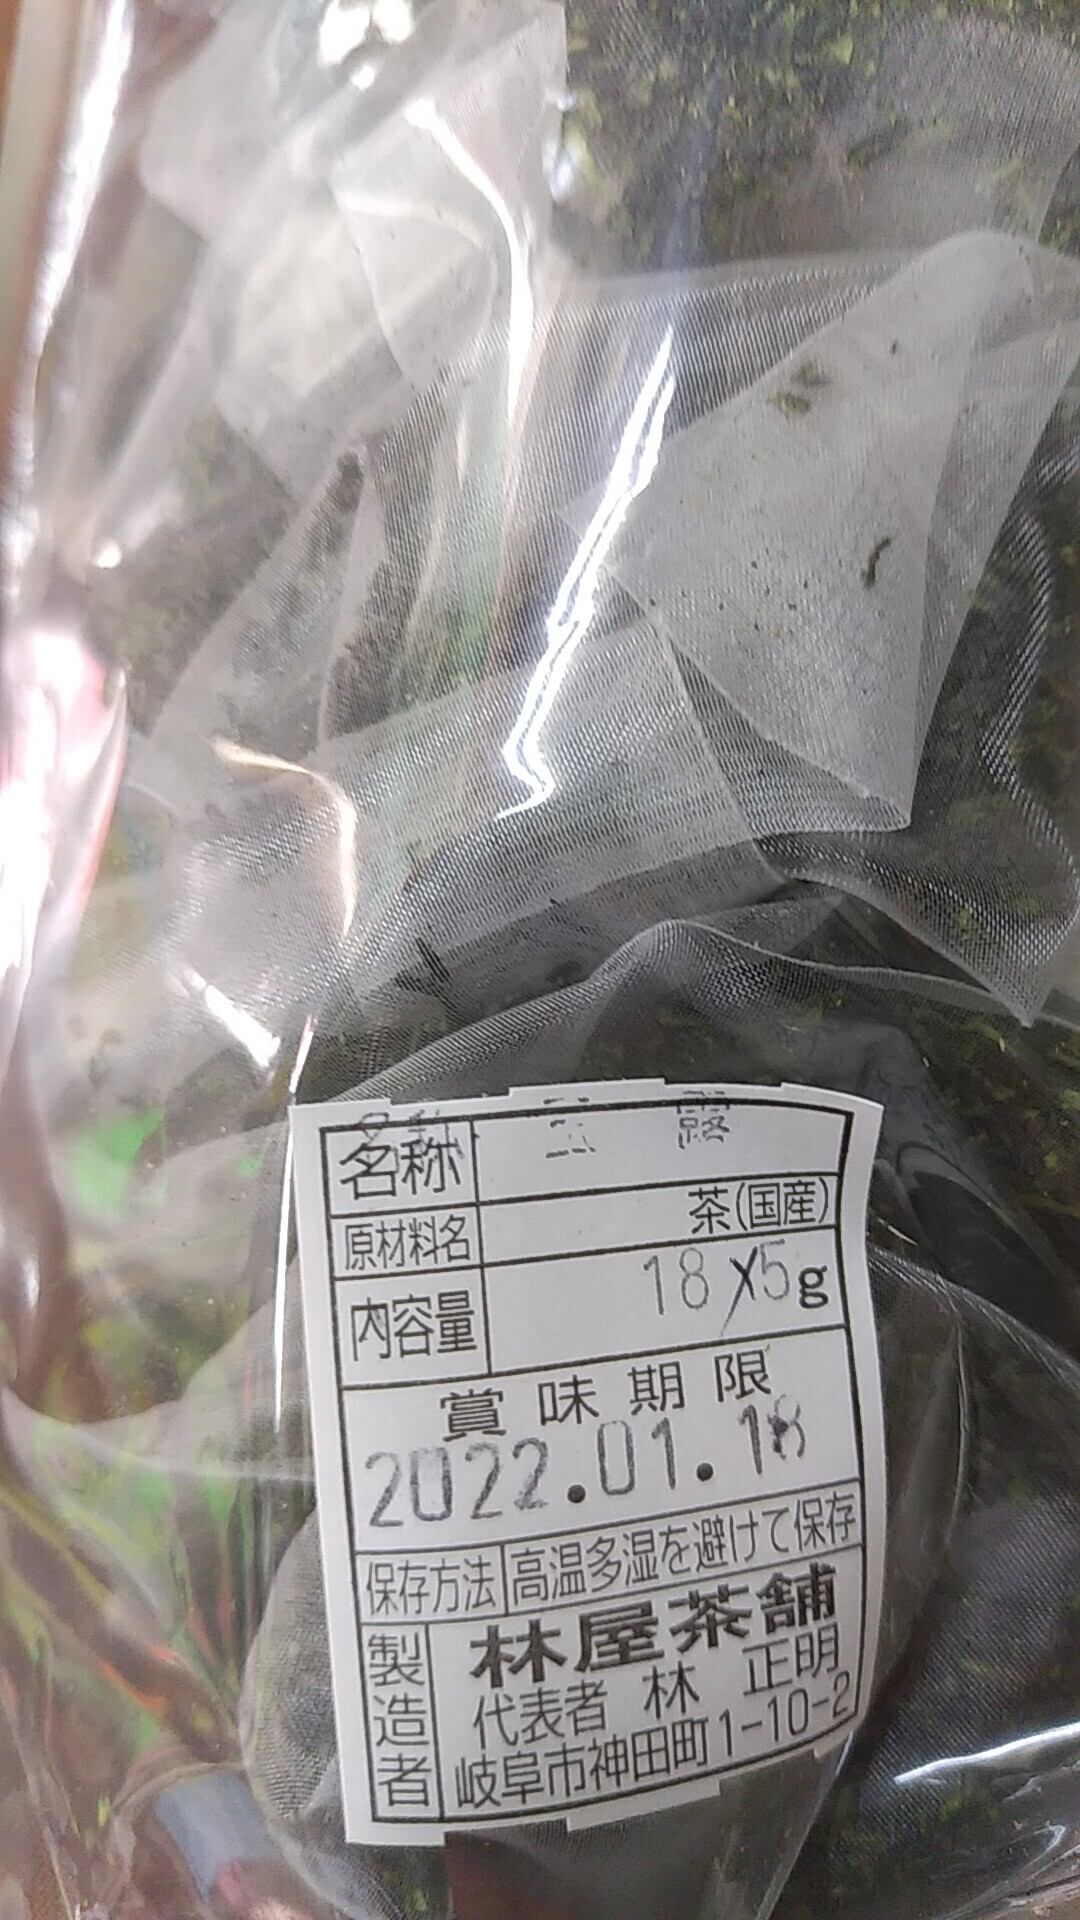 名称 玉露
原材料名 茶(国産)
内容量 18×5g
賞味期限
2022.01.18
保存方法 高温多湿を避けて保存
製造者 林屋茶舗
代表者 林 正明
岐阜市神田町1-10-2